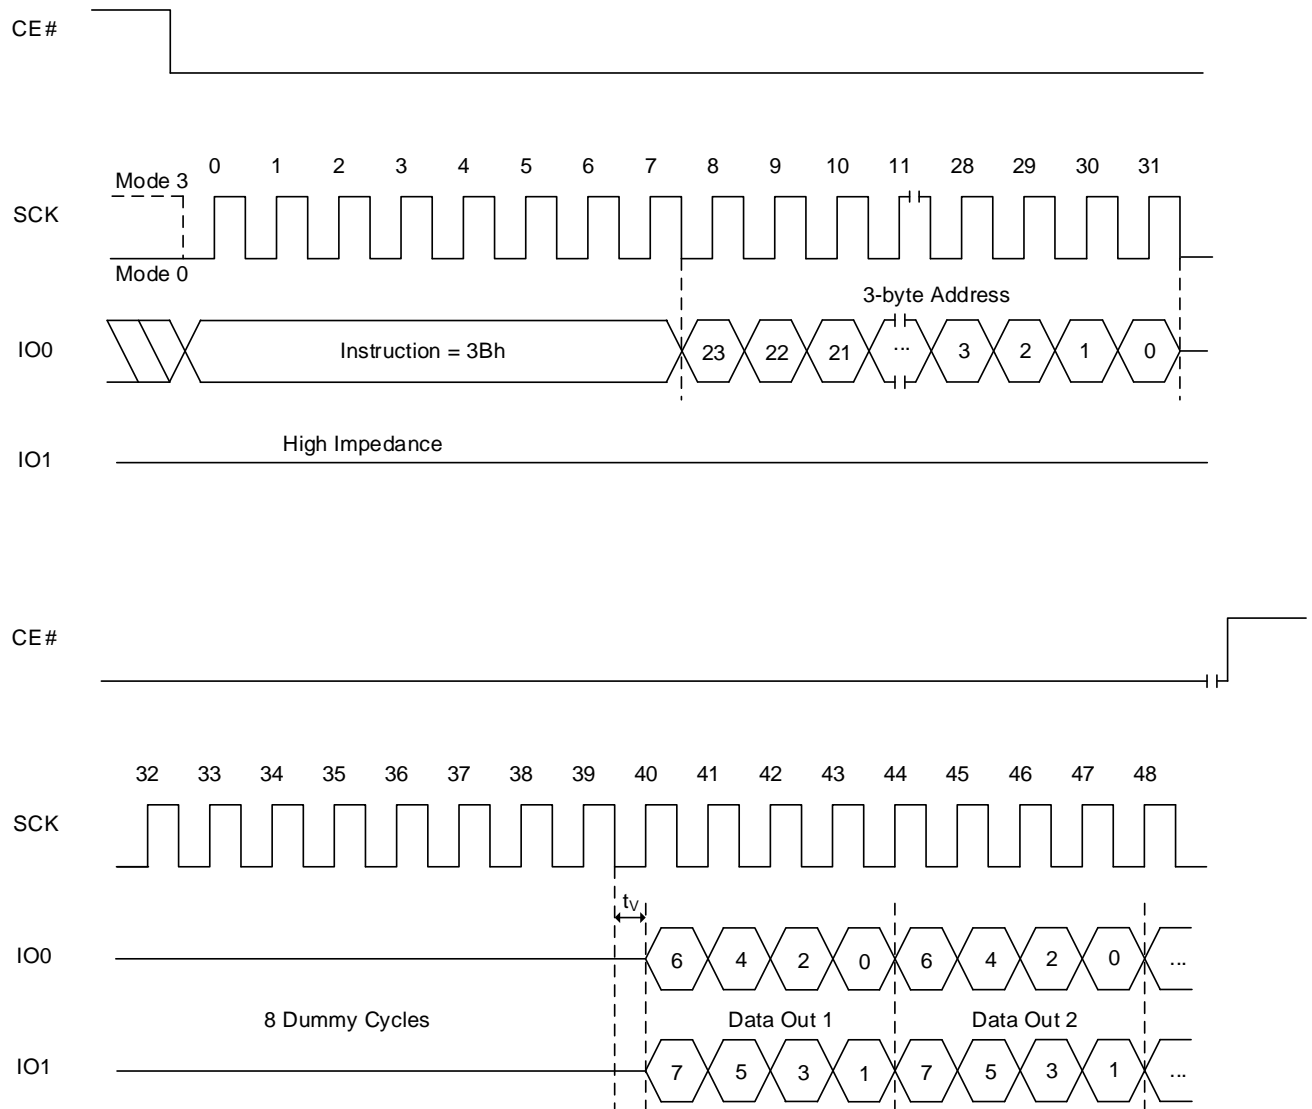 CE#
0 1 2 3 4 5 6 7 8 9 10 11 28 29 30 31
Mode 3
SCK
Mode 0
3-byte Address
IO0 Instruction = 3Bh 23 22 21 ... 3 2 1 0
High Impedance
IO1
CE#
32 33 34 35 36 37 38 39 40 41 42 43 44 45 46 47 48
SCK
tV
IO0 6 4 2 0 6 4 2 0 ...
8 Dummy Cycles Data Out 1 Data Out 2
IO1 7 5 3 1 7 5 3 1 ...